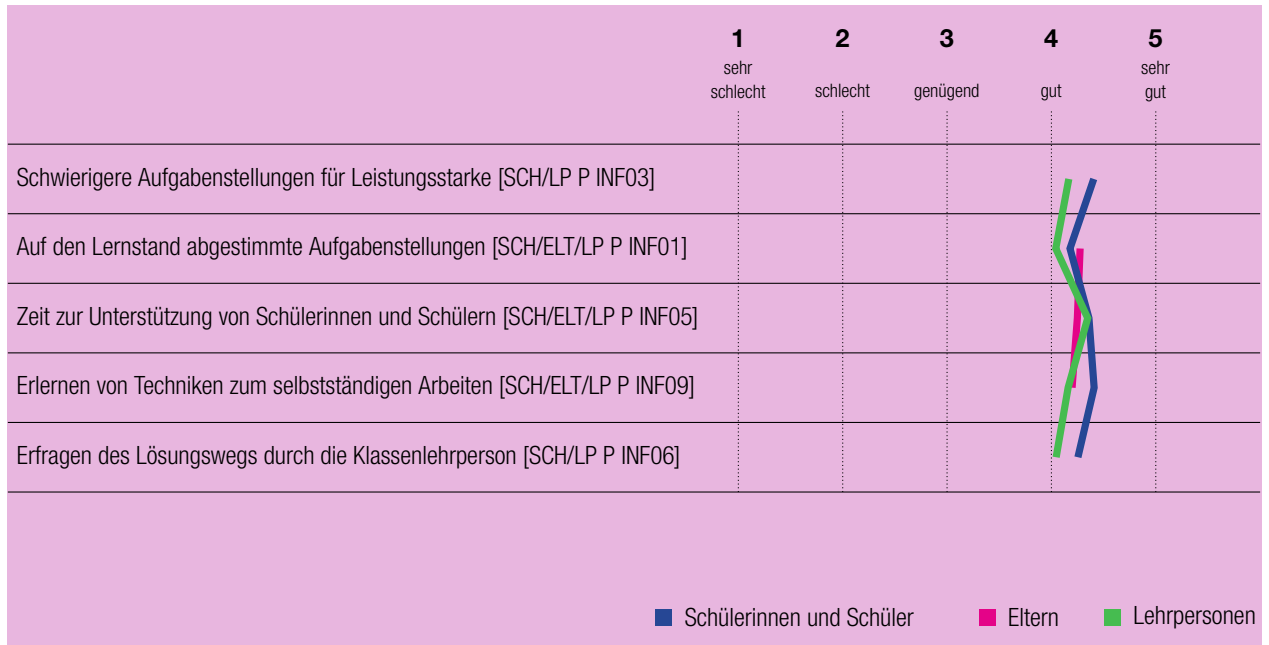 1 2 3 4 5
sehr schlecht schlecht genügend gut sehr gut
Schwierigere Aufgabenstellungen für Leistungsstarke [SCH/LP P INF03]
Auf den Lernstand abgestimmte Aufgabenstellungen [SCH/ELT/LP P INF01]
Zeit zur Unterstützung von Schülerinnen und Schülern [SCH/ELT/LP P INF05]
Erlernen von Techniken zum selbstständigen Arbeiten [SCH/ELT/LP P INF09]
Erfragen des Lösungswegs durch die Klassenlehrperson [SCH/LP P INF06]
Schülerinnen und Schüler Eltern Lehrpersonen